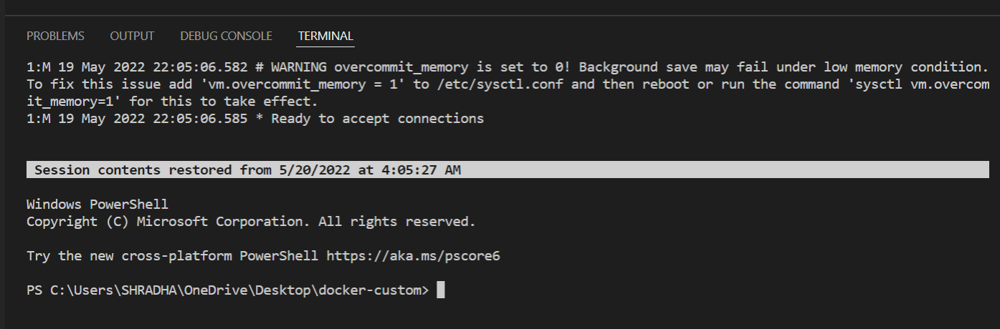 PROBLEMS OUTPUT DEBUG CONSOLE TERMINAL
1:M 19 May 2022 22:05:06.582 # WARNING overcommit_memory is set to 0! Background save may fail under low memory condition.
To fix this issue add 'vm.overcommit_memory = 1' to /etc/sysctl.conf and then reboot or run the command 'sysctl vm.overcom
it_memory=1' for this to take effect.
1:M 19 May 2022 22:05:06.585 * Ready to accept connections
Session contents restored from 5/20/2022 at 4:05:27 AM
Windows PowerShell
Copyright (C) Microsoft Corporation. All rights reserved.
Try the new cross-platform PowerShell https://aka.ms/pscore6
PS C:\Users\SHRADHA\OneDrive\Desktop\docker-custom>